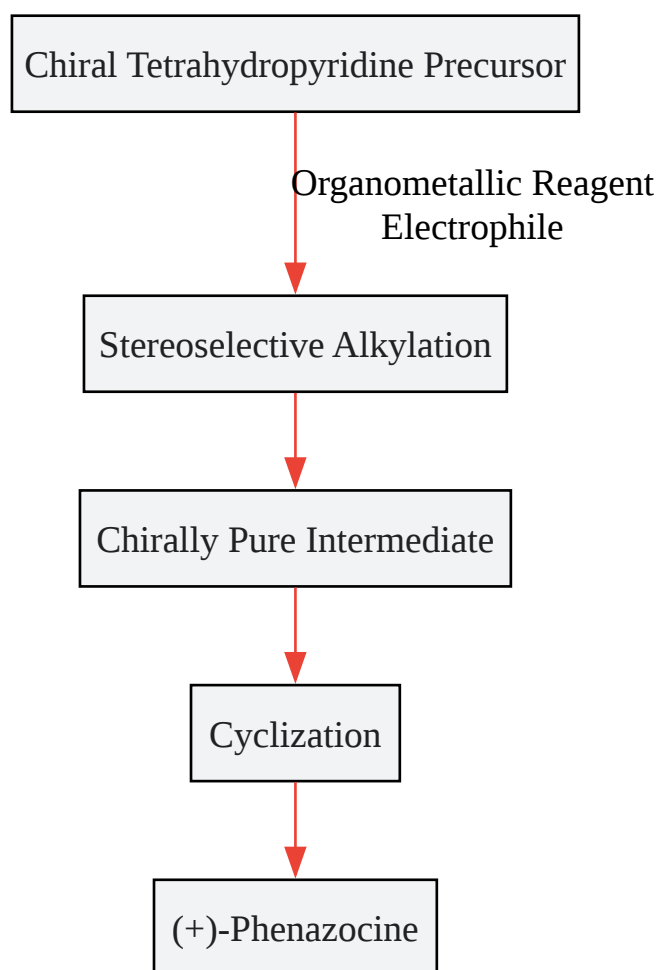 Chiral Tetrahydropyridine Precursor
Organometallic Reagent
Electrophile
Stereoselective Alkylation
Chirally Pure Intermediate
Cyclization
(+)-Phenazocine